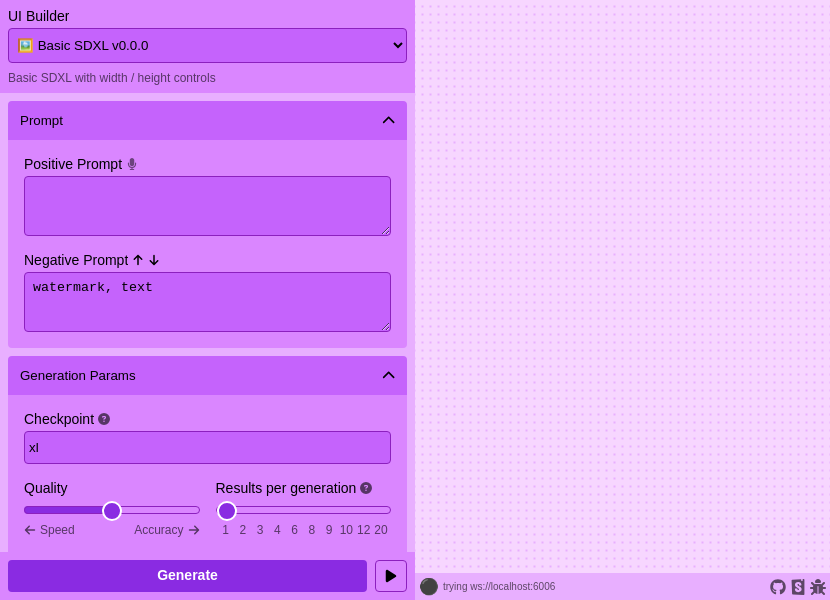 UI Builder
Basic SDXL v0.0.0
Basic SDXL with width / height controls
Prompt
Positive Prompt
Negative Prompt
watermark, text
Generation Params
Checkpoint
xl
Quality
Results per generation
Speed
Accuracy
1 2 3 4 6 8 9 10 12 20
Generate
trying ws://localhost:6006